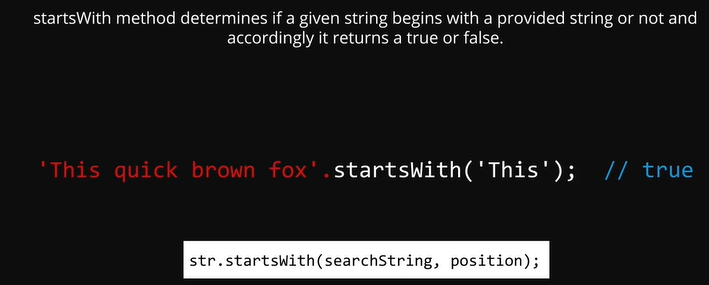 startsWith method determines if a given string begins with a provided string or not and
accordingly it returns a true or false.
'This quick brown fox'.startsWith('This');  // true
str.startsWith(searchString, position);